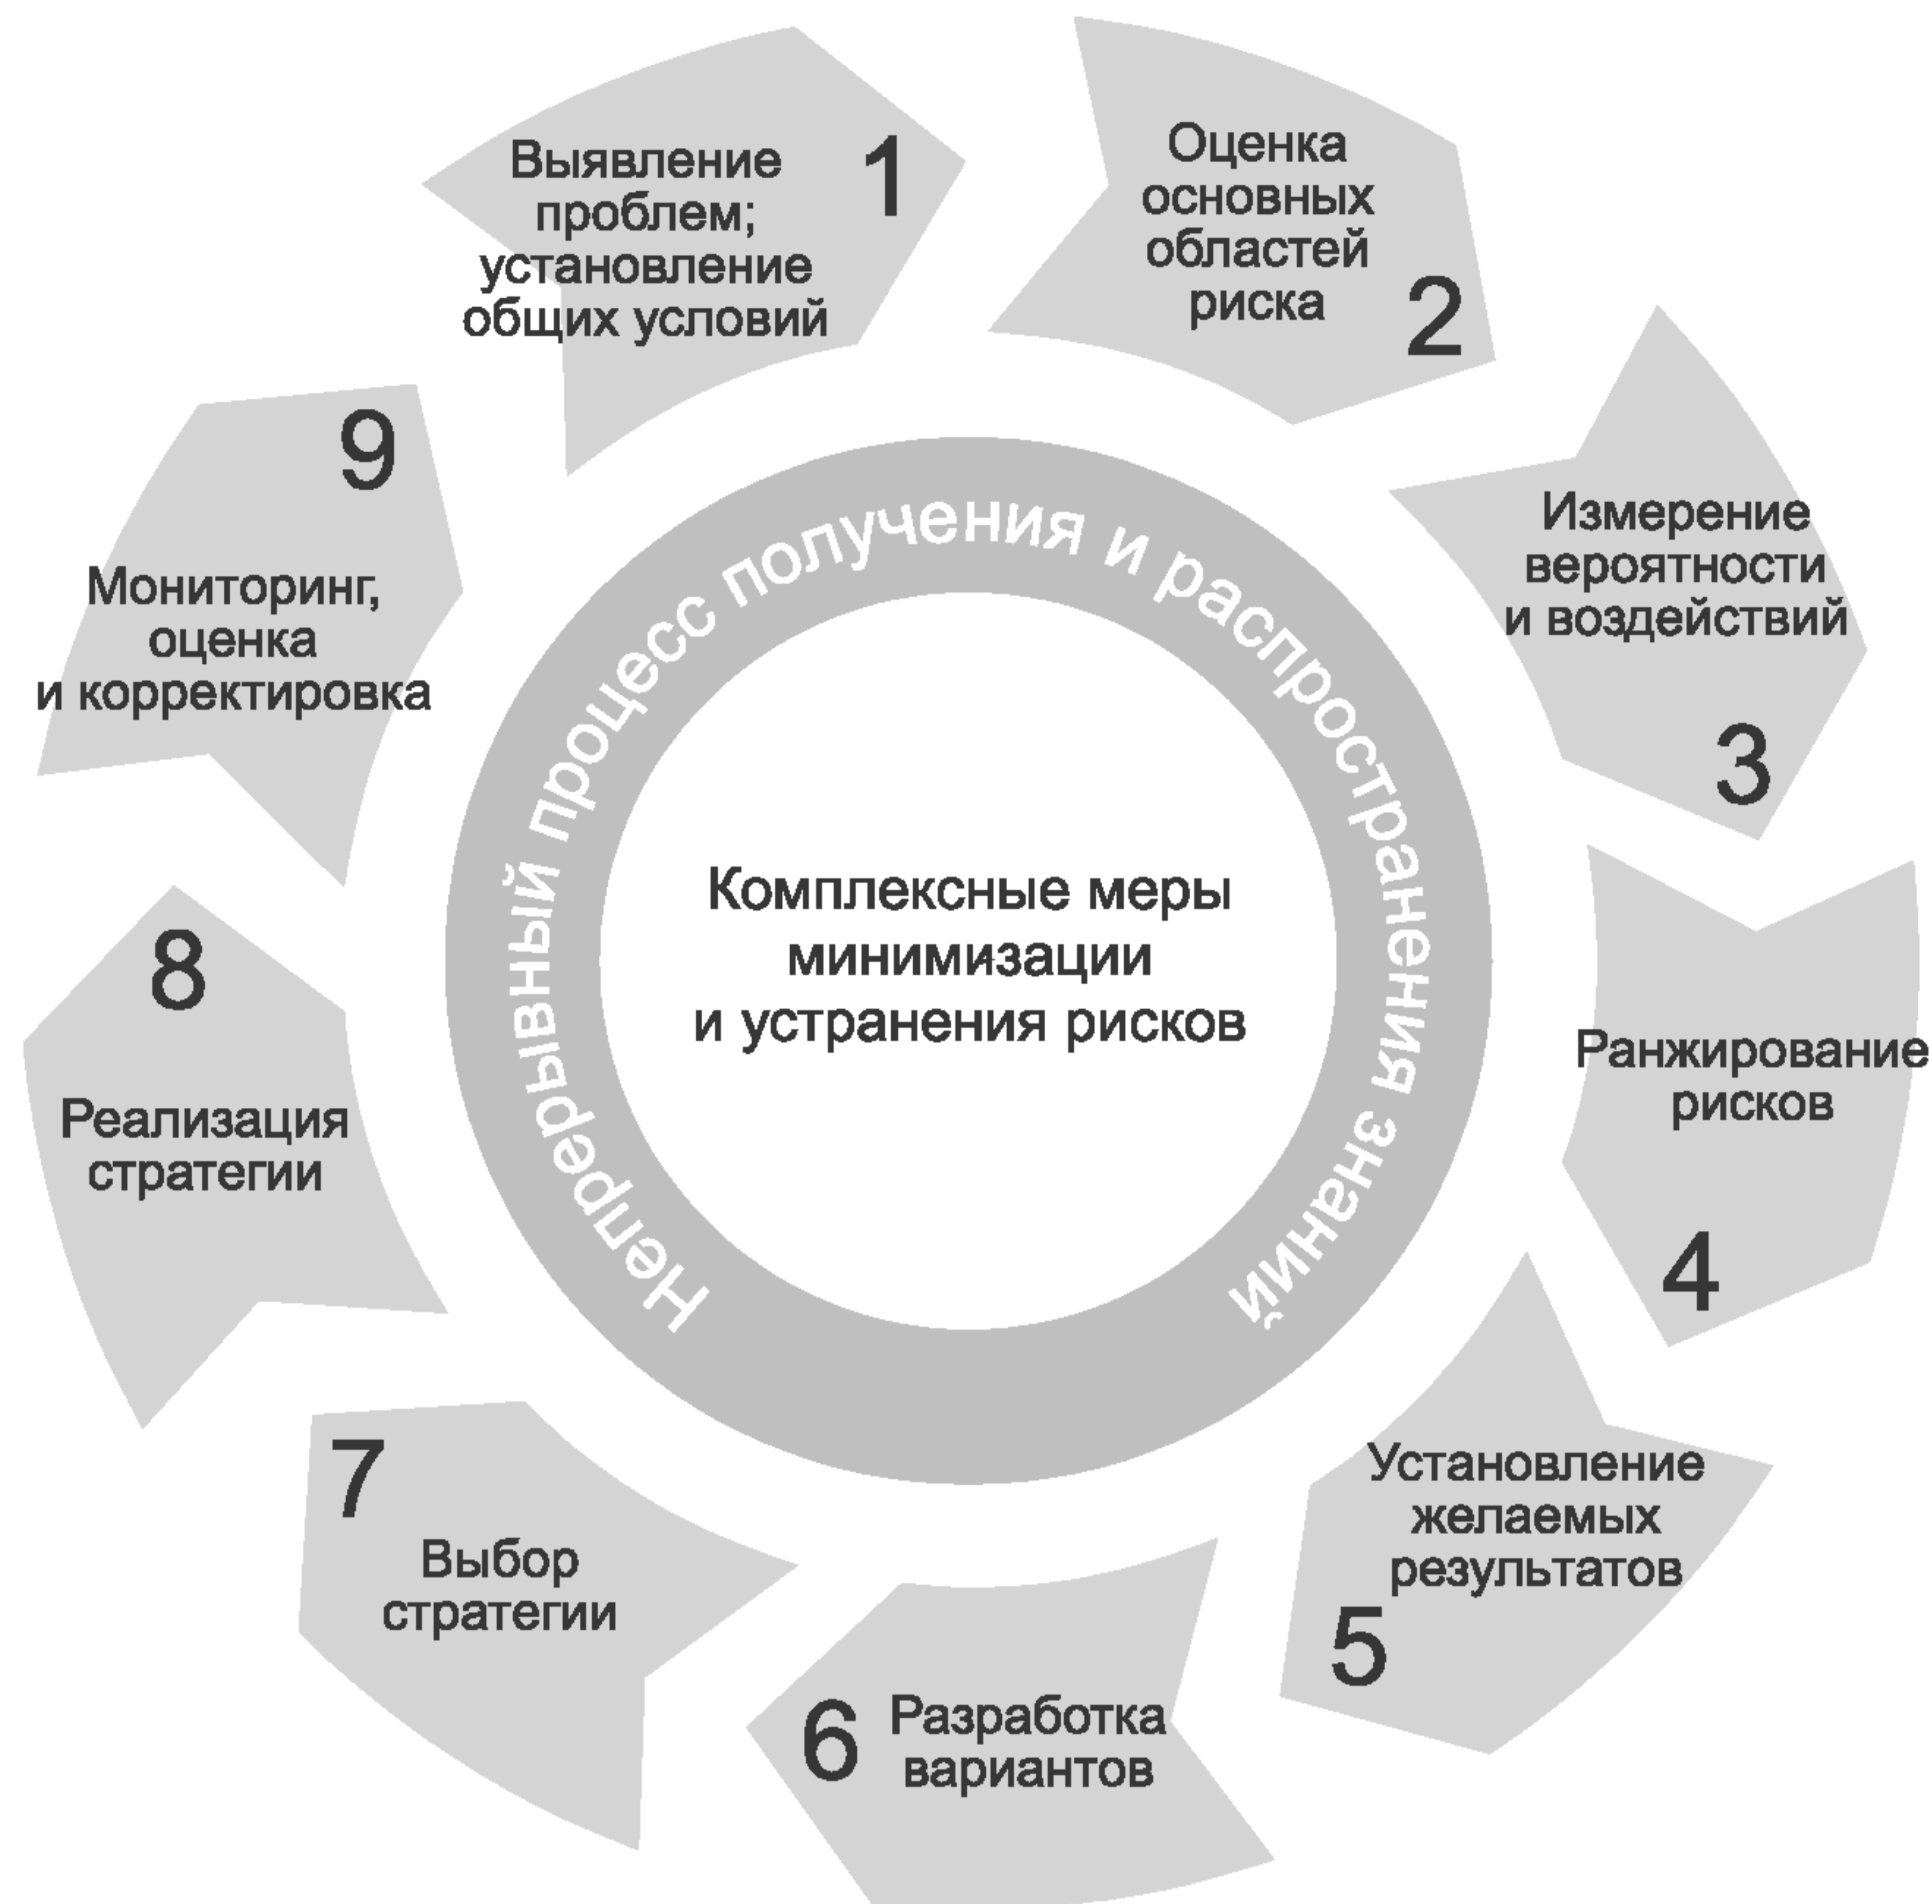 Выявление
проблем;
установление
общих условий
1
Оценка
основных
областей
риска
2
Измерение
вероятности
и воздействий
3
Ранжирование
рисков
4
Установление
желаемых
результатов
5
6
Разработка
вариантов
7
Выбор
стратегии
8
Реализация
стратегии
9
Мониторинг,
оценка
и корректировка
Непрерывный процесс получения и распространения знаний
Комплексные меры
минимизации
и устранения рисков